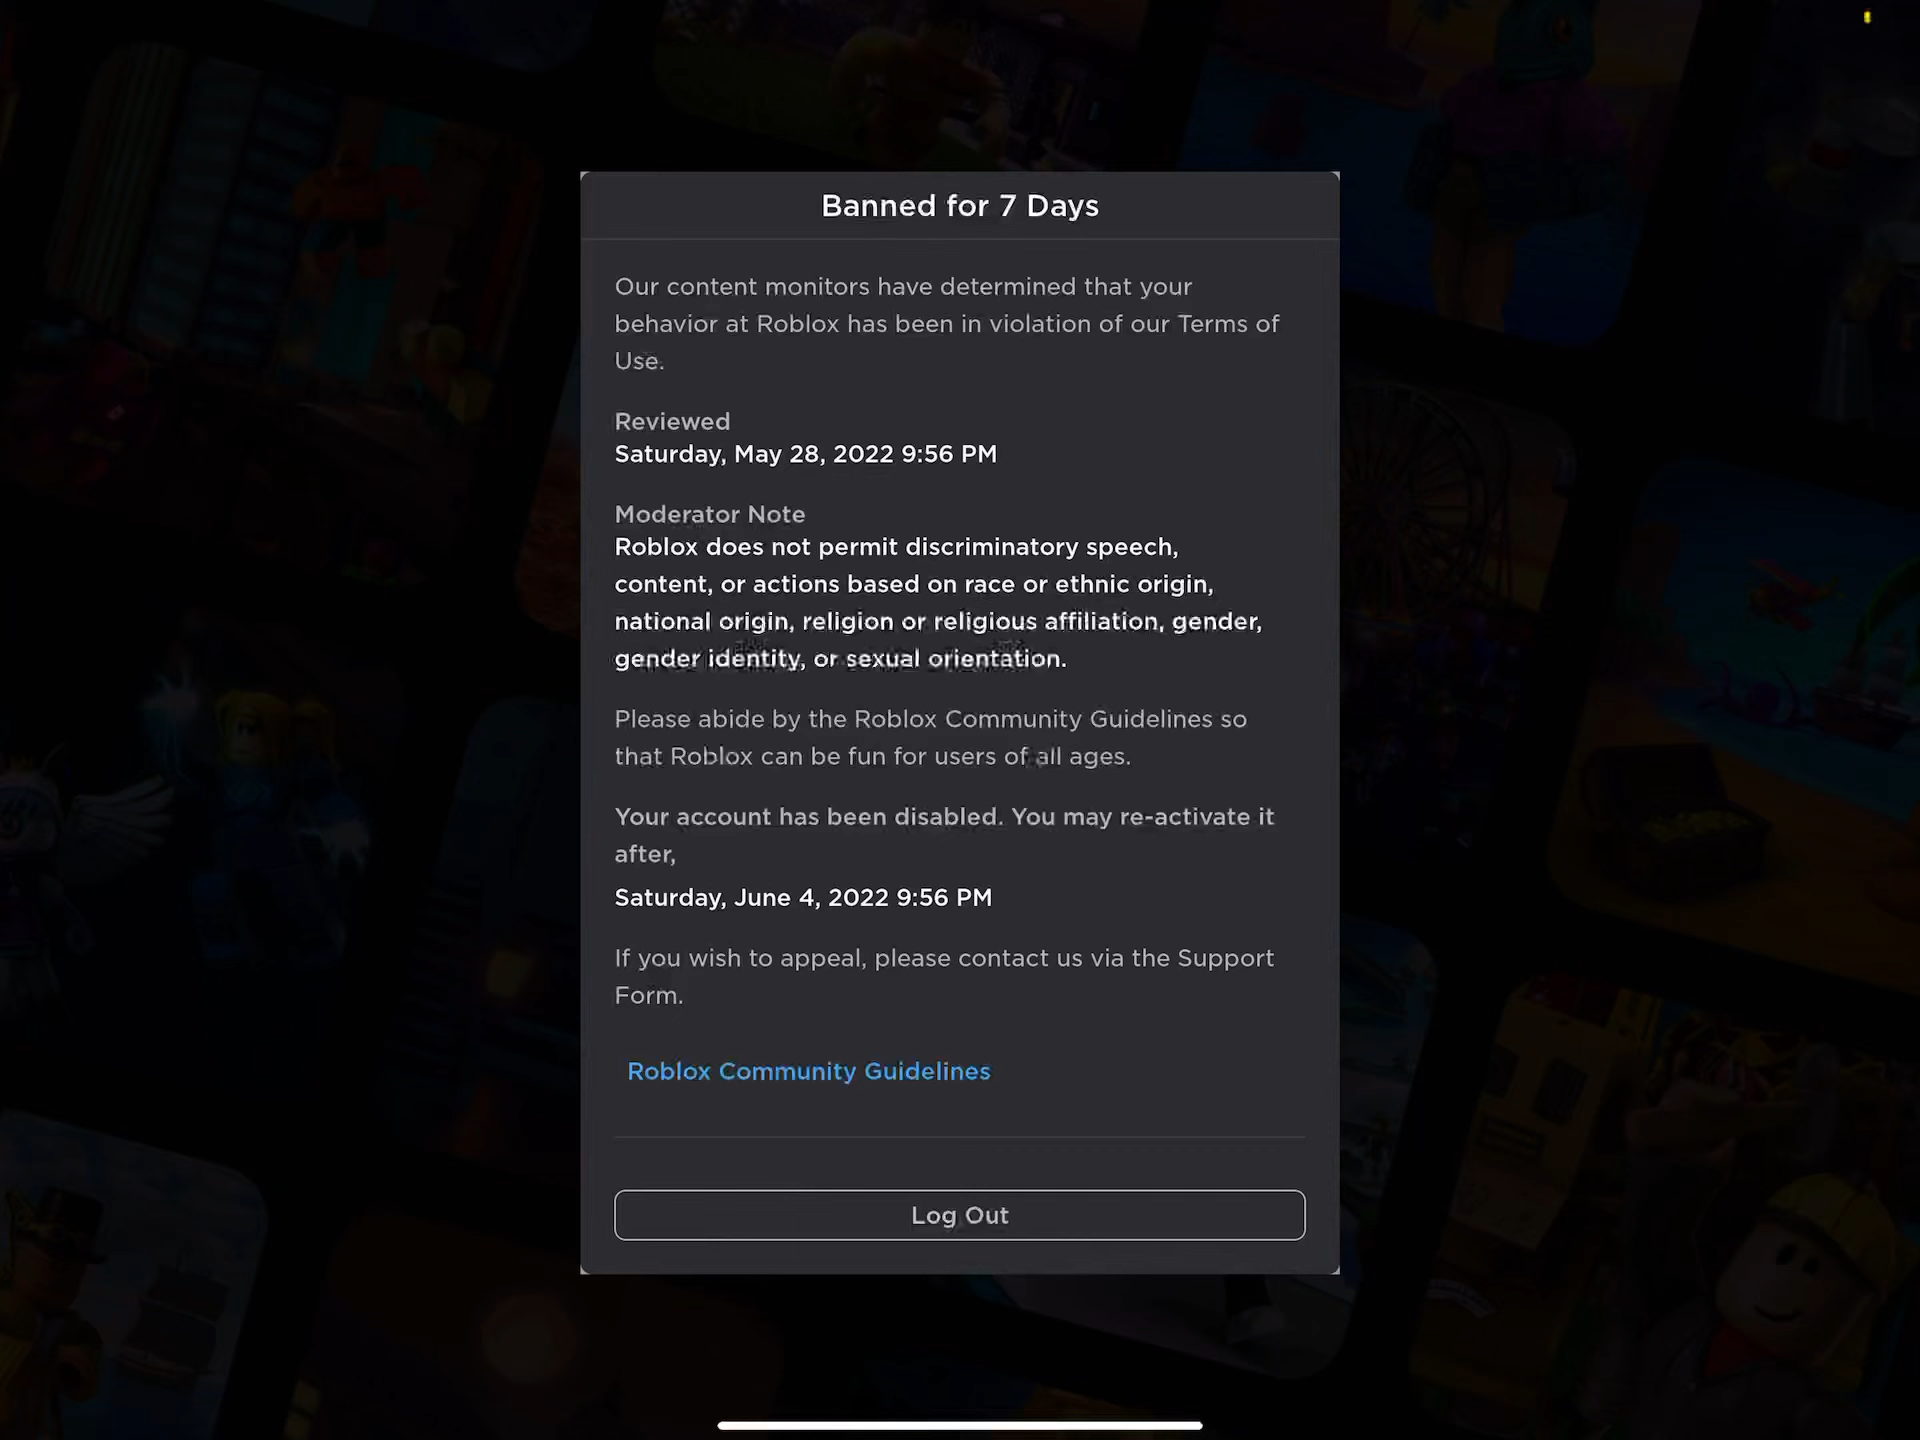 Banned for 7 Days
Our content monitors have determined that your
behavior at Roblox has been in violation of our Terms of
Use.
Reviewed
Saturday, May 28, 2022 9:56 PM
Moderator Note
Roblox does not permit discriminatory speech,
content, or actions based on race or ethnic origin,
national origin, religion or religious affiliation, gender,
gender identity, or sexual orientation.
Please abide by the Roblox Community Guidelines so
that Roblox can be fun for users of all ages.
Your account has been disabled. You may re-activate it
after,
Saturday, June 4, 2022 9:56 PM
If you wish to appeal, please contact us via the Support
Form.
Roblox Community Guidelines
Log Out